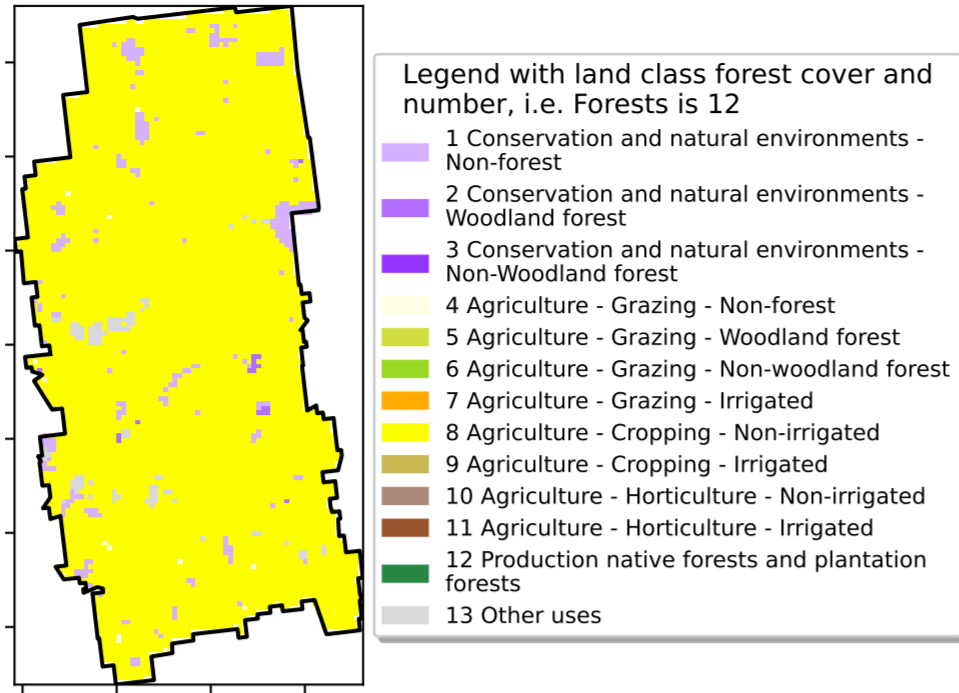 Legend with land class forest cover and
number, i.e. Forests is 12
1 Conservation and natural environments -
Non-forest
2 Conservation and natural environments -
Woodland forest
3 Conservation and natural environments -
Non-Woodland forest
4 Agriculture - Grazing - Non-forest
5 Agriculture - Grazing - Woodland forest
6 Agriculture - Grazing - Non-woodland forest
7 Agriculture - Grazing - Irrigated
8 Agriculture - Cropping - Non-irrigated
9 Agriculture - Cropping - Irrigated
10 Agriculture - Horticulture - Non-irrigated
11 Agriculture - Horticulture - Irrigated
12 Production native forests and plantation
forests
13 Other uses